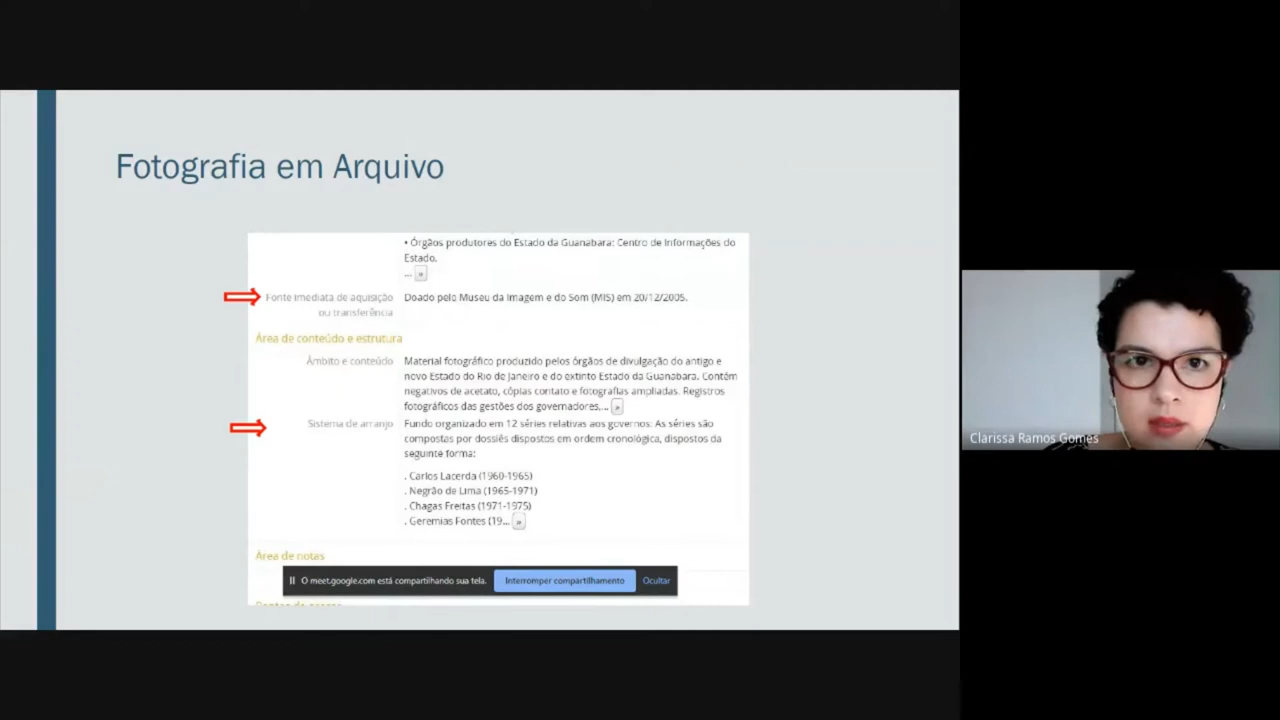 Fotografia em Arquivo
• Órgãos produtores do Estado da Guanabara: Centro de Informações do
Estado,
... »
Fonte imediata de aquisição
ou transferência
Doado pelo Museu da Imagem e do Som (MIS) em 20/12/2005.
Área de conteúdo e estrutura
Âmbito e conteúdo
Material fotográfico produzido pelos órgãos de divulgação do antigo e
novo Estado do Rio de Janeiro e do extinto Estado da Guanabara. Contém
negativos de acetato, cópias contato e fotografias ampliadas. Registros
fotográficos das gestões dos governadores,... »
Sistema de arranjo
Fundo organizado em 12 séries relativas aos governos: As séries são
compostas por dossiês dispostos em ordem cronológica, dispostos da
seguinte forma:
. Carlos Lacerda (1960-1965)
. Negrão de Lima (1965-1971)
. Chagas Freitas (1971-1975)
. Geremias Fontes (19... »
Área de notas
O meet.google.com está compartilhando sua tela.
Interromper compartilhamento
Ocultar
Clarissa Ramos Gomes